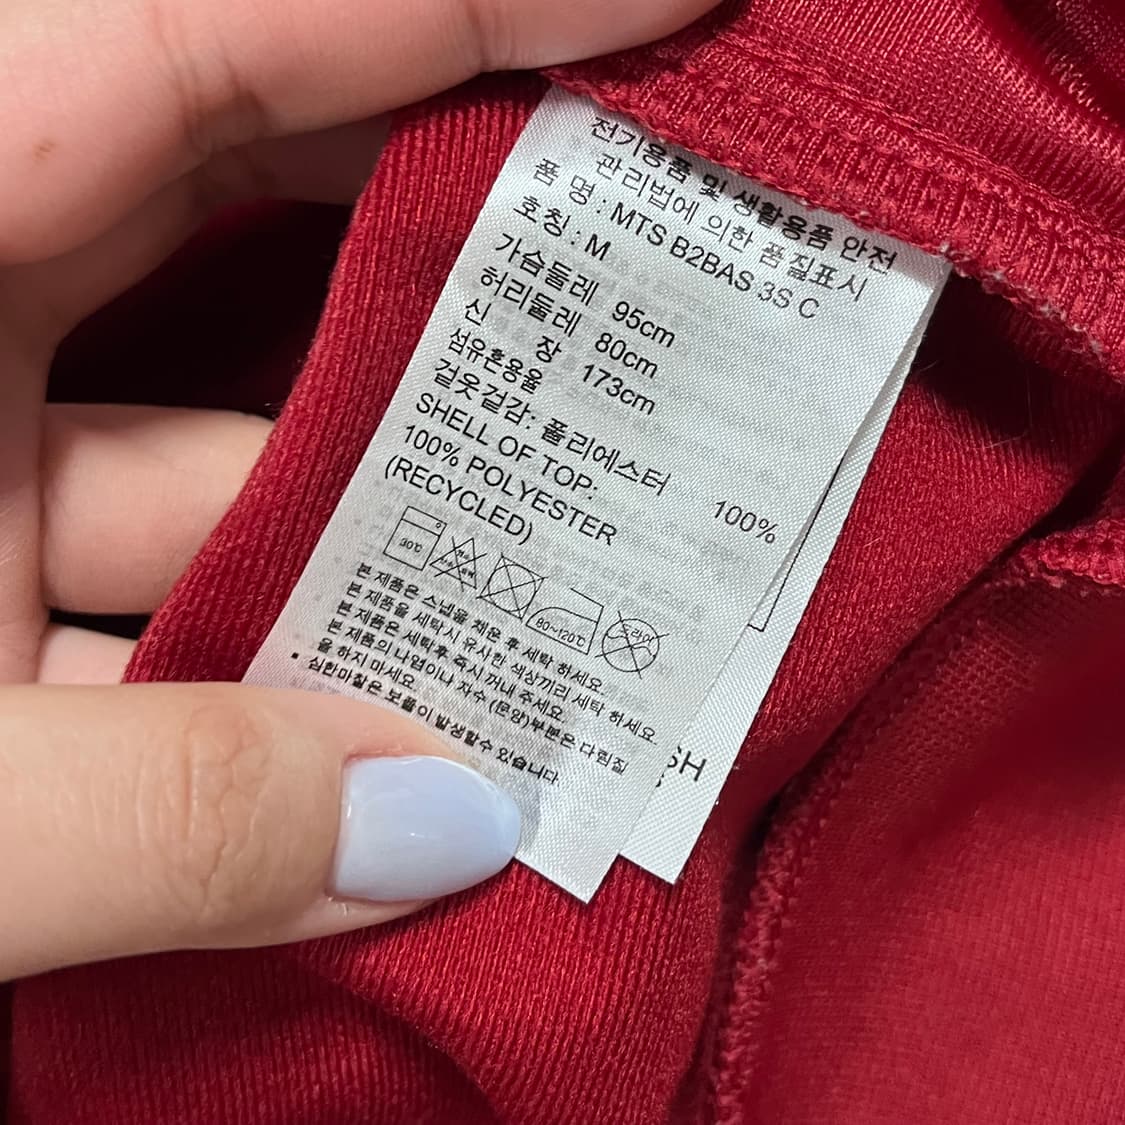 전기용품 및 생활용품 안전
관리법에 의한 품질표시
품 명 : MTS B2BAS 3S C
호칭 : M
가슴둘레 95cm
허리둘레 80cm
신 장 173cm
섬유혼용율
겉옷겉감: 폴리에스터 100%
SHELL OF TOP:
100% POLYESTER
(RECYCLED)
30℃
80~120℃
드라이
본 제품은 스냅을 채운 후 세탁 하세요.
본 제품을 세탁시 유사한 색상끼리 세탁 하세요.
본 제품은 세탁후 즉시 꺼내 주세요.
본 제품의 나염이나 자수 (문양)부분은 다림질
을 하지 마세요.
심한마찰은 보풀이 발생할수 있습니다.
SH